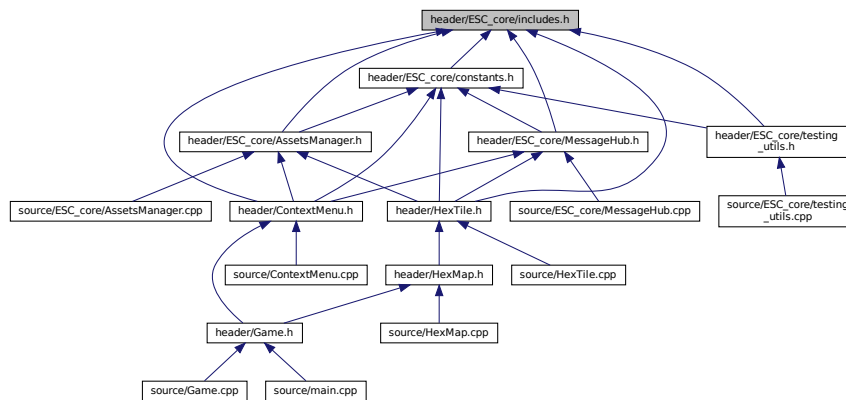 header/ESC_core/includes.h
header/ESC_core/constants.h
header/ESC_core/AssetsManager.h
header/ESC_core/MessageHub.h
header/ESC_core/testing
_utils.h
source/ESC_core/AssetsManager.cpp
header/ContextMenu.h
header/HexTile.h
source/ESC_core/MessageHub.cpp
source/ESC_core/testing
_utils.cpp
source/ContextMenu.cpp
header/HexMap.h
source/HexTile.cpp
header/Game.h
source/HexMap.cpp
source/Game.cpp
source/main.cpp